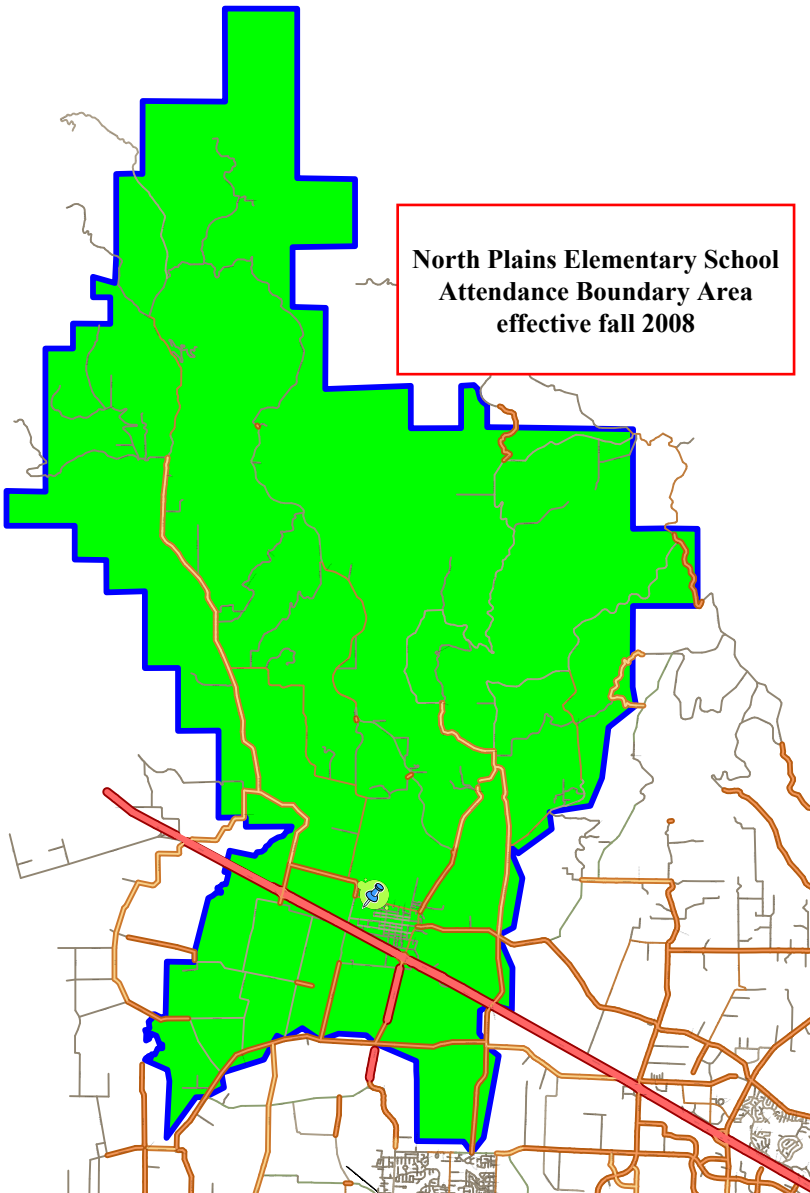 North Plains Elementary School
Attendance Boundary Area
effective fall 2008